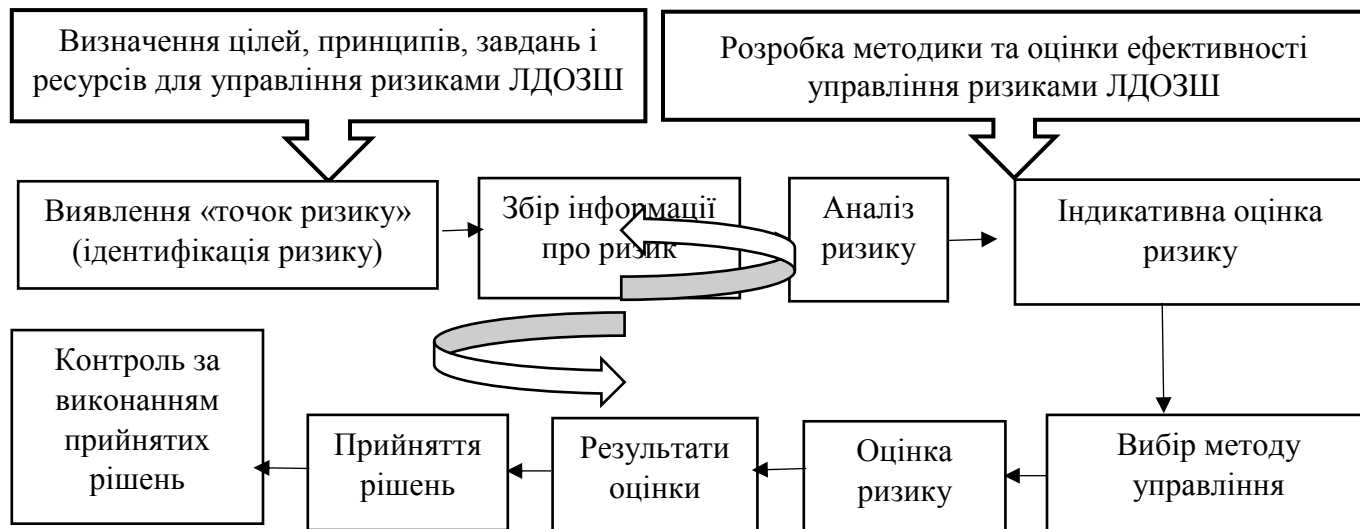 Визначення цілей, принципів, завдань і
ресурсів для управління ризиками ЛДОЗШ
Розробка методики та оцінки ефективності
управління ризиками ЛДОЗШ
Виявлення «точок ризику»
(ідентифікація ризику)
Збір інформації
про ризик
Аналіз
ризику
Індикативна оцінка
ризику
Контроль за
виконанням
прийнятих
рішень
Прийняття
рішень
Результати
оцінки
Оцінка
ризику
Вибір методу
управління